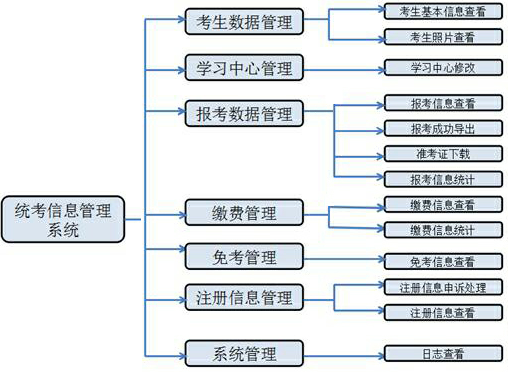 统考信息管理
系统
考生数据管理
考生基本信息查看
考生照片查看
学习中心管理
学习中心修改
报考数据管理
报考信息查看
报考成功导出
准考证下载
报考信息统计
缴费管理
缴费信息查看
缴费信息统计
免考管理
免考信息查看
注册信息管理
注册信息申诉处理
注册信息查看
系统管理
日志查看